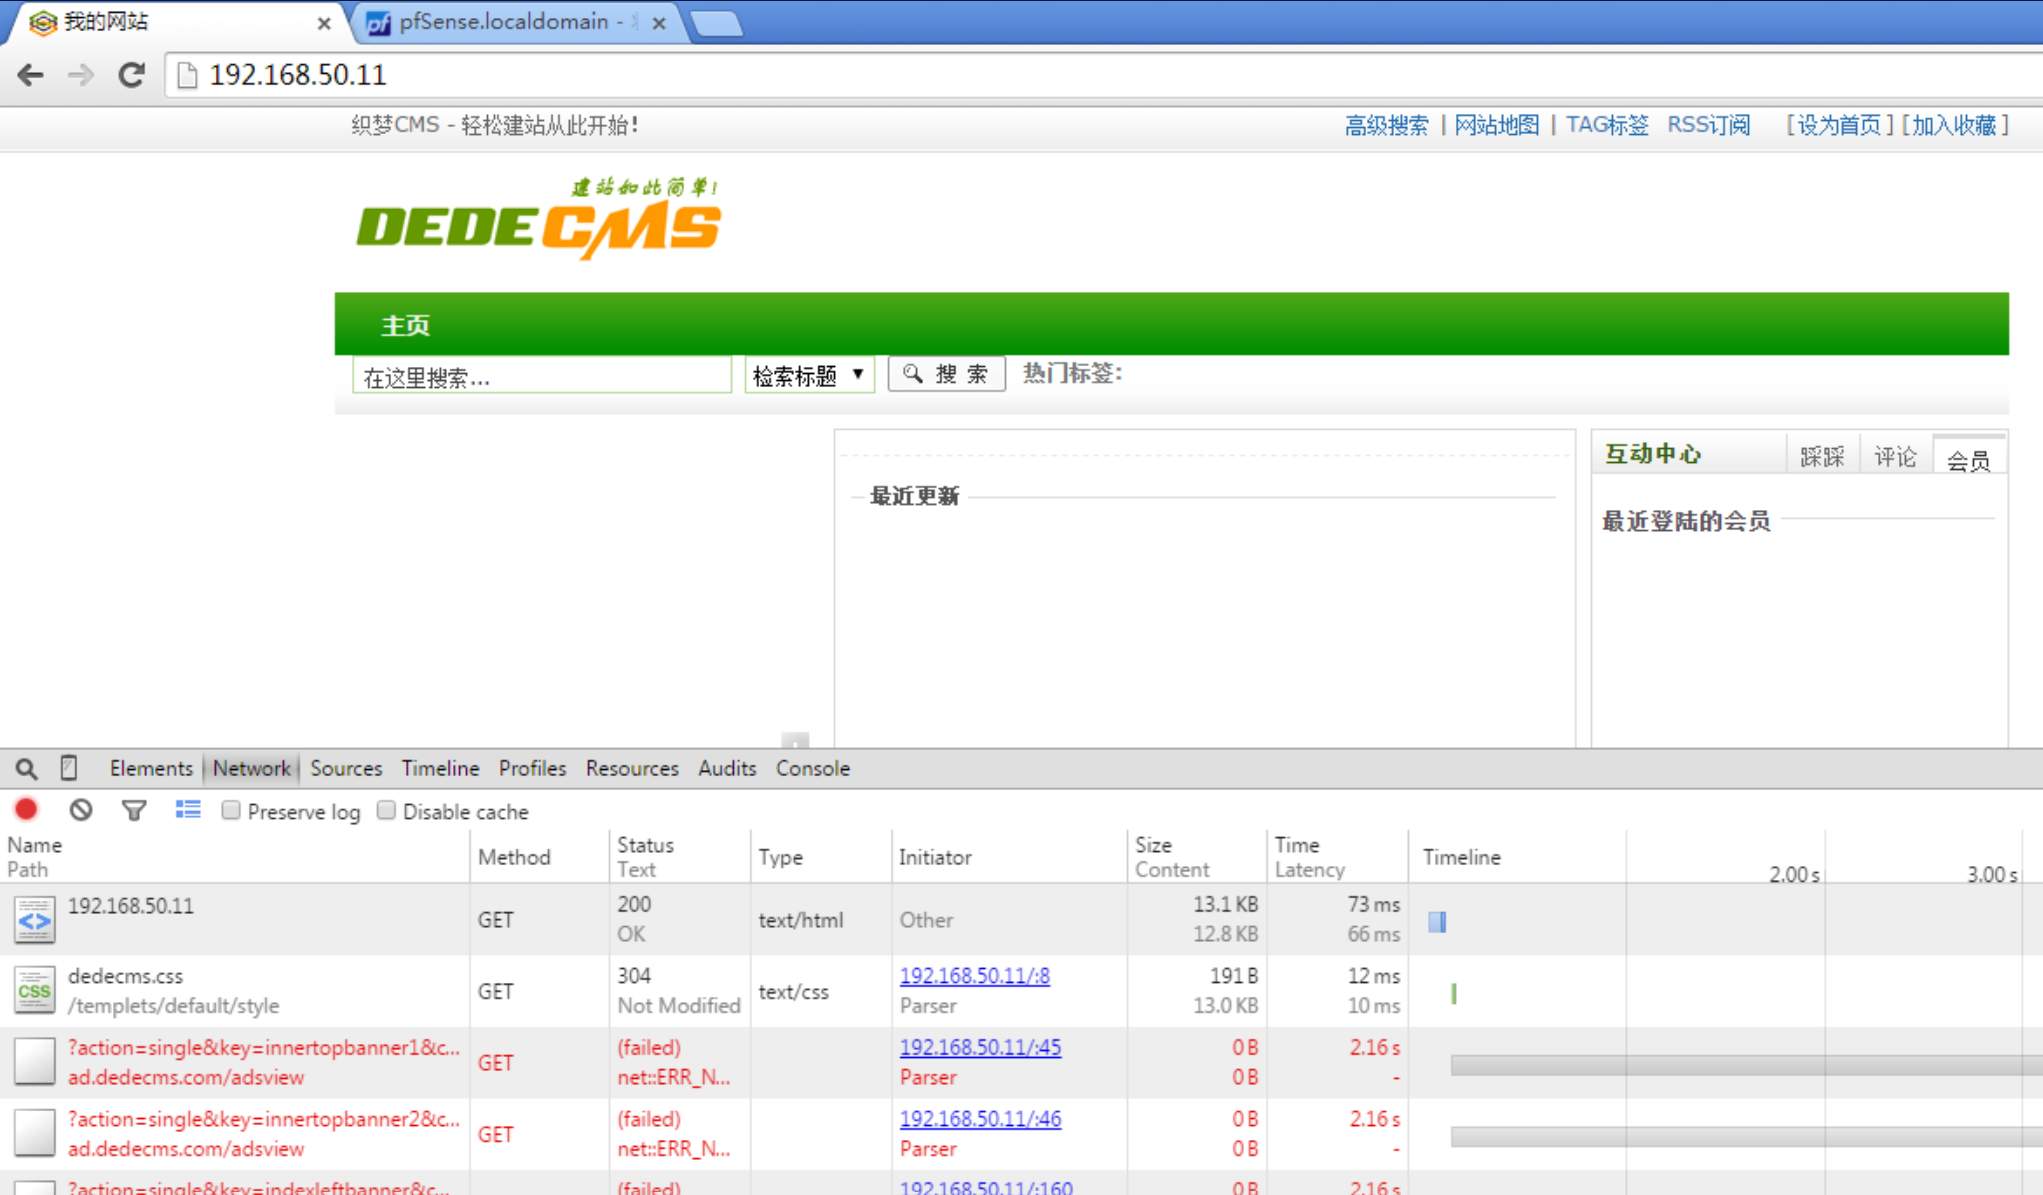 我的网站
pfSense.localdomain -
192.168.50.11
织梦CMS - 轻松建站从此开始!
高级搜索 | 网站地图 | TAG标签 RSS订阅 [设为首页] [加入收藏]
建站如此简单!
DEDECMS
主页
在这里搜索... 检索标题 搜 索 热门标签:
互动中心 踩踩 评论 会员
最近更新
最近登陆的会员
Elements Network Sources Timeline Profiles Resources Audits Console
Preserve log Disable cache
Name Method Status Type Initiator Size Time Timeline
Path Text Content Latency 2.00 s 3.00 s
192.168.50.11 GET 200 text/html Other 13.1 KB 73 ms
OK 12.8 KB 66 ms
dedecms.css GET 304 text/css 192.168.50.11/:8 191 B 12 ms
/templets/default/style Not Modified Parser 13.0 KB 10 ms
?action=single&key=innertopbanner1&c... GET (failed) 192.168.50.11/:45 0 B 2.16 s
ad.dedecms.com/adsview net::ERR_N... Parser 0 B -
?action=single&key=innertopbanner2&c... GET (failed) 192.168.50.11/:46 0 B 2.16 s
ad.dedecms.com/adsview net::ERR_N... Parser 0 B -
?action=single&key=indexleftbanner&c... (failed) 192.168.50.11/:160 0 B 2.16 s